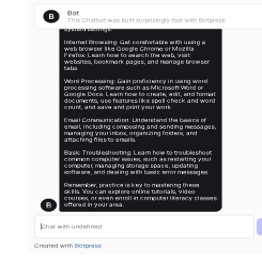 Bot
This Chatbot was built surprisingly fast with Botpress
system settings.
Internet Browsing: Get comfortable with using a
web browser like Google Chrome or Mozilla
Firefox. Learn how to search the web, visit
websites, bookmark pages, and manage browser
tabs.
Word Processing: Gain proficiency in using word
processing software such as Microsoft Word or
Google Docs. Learn how to create, edit, and format
documents, use features like spell check and word
count, and save and print your work.
Email Communication: Understand the basics of
email, including composing and sending messages,
managing your inbox, organizing folders, and
attaching files to emails.
Basic Troubleshooting: Learn how to troubleshoot
common computer issues, such as restarting your
computer, managing storage space, updating
software, and dealing with basic error messages.
Remember, practice is key to mastering these
skills. You can explore online tutorials, video
courses, or even enroll in computer literacy classes
offered in your area.
B
B
Chat with undefined
Created with Botpress